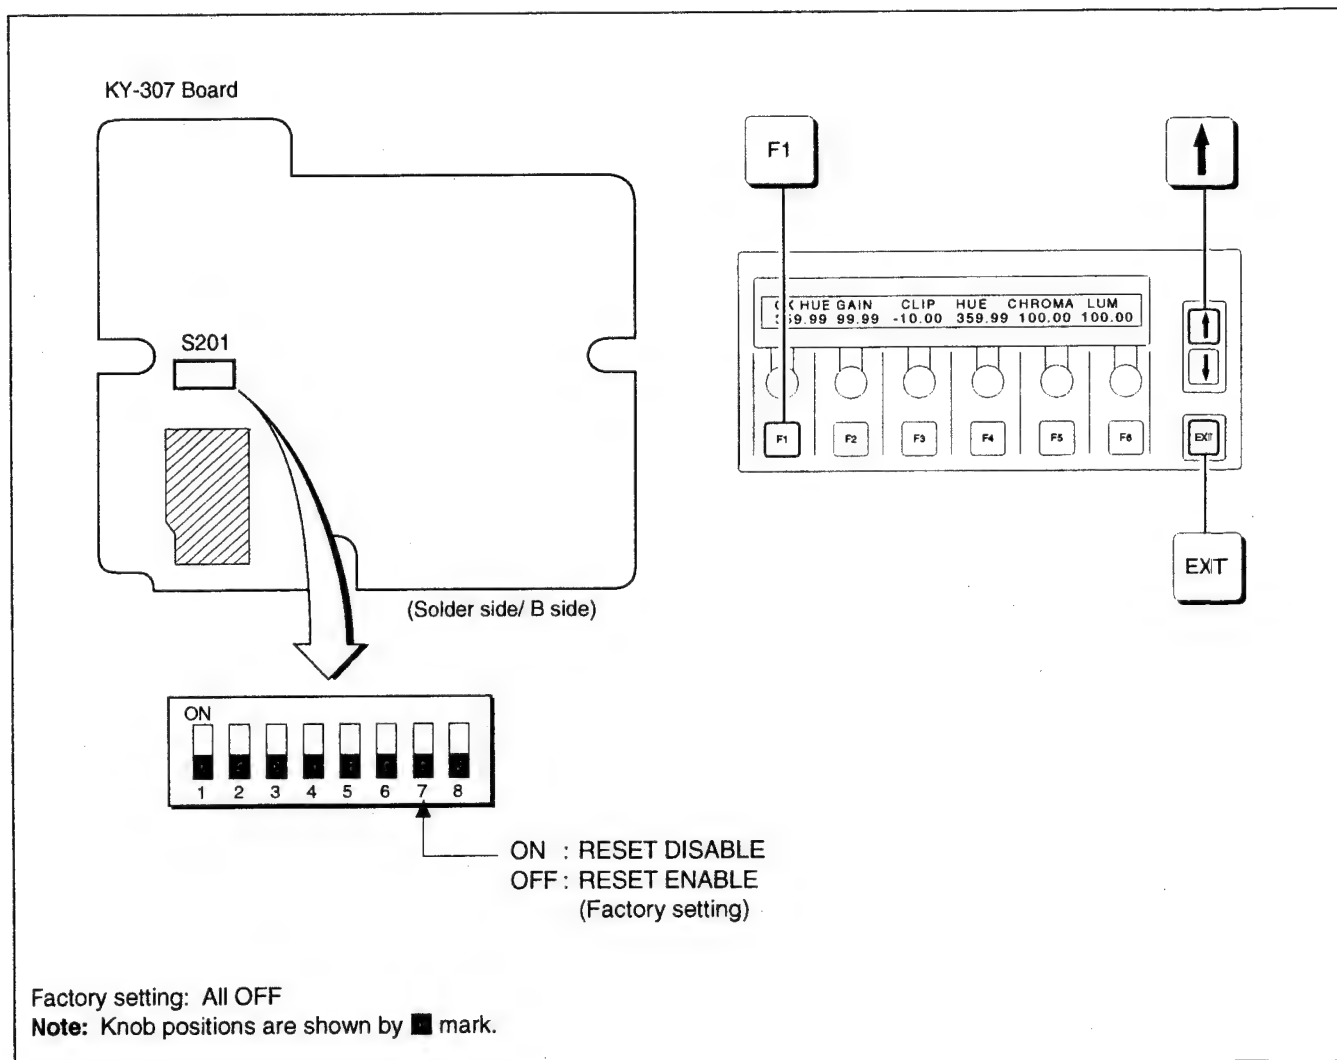 KY-307 Board
S201
(Solder side/ B side)
ON
1 2 3 4 5 6 7 8
ON : RESET DISABLE
OFF : RESET ENABLE
(Factory setting)
F1
HUE GAIN CLIP HUE CHROMA LUM
99.99 -10.00 359.99 100.00 100.00
F1 F2 F3 F4 F5 F6
EXIT
EXIT
Factory setting: All OFF
Note: Knob positions are shown by ■ mark.